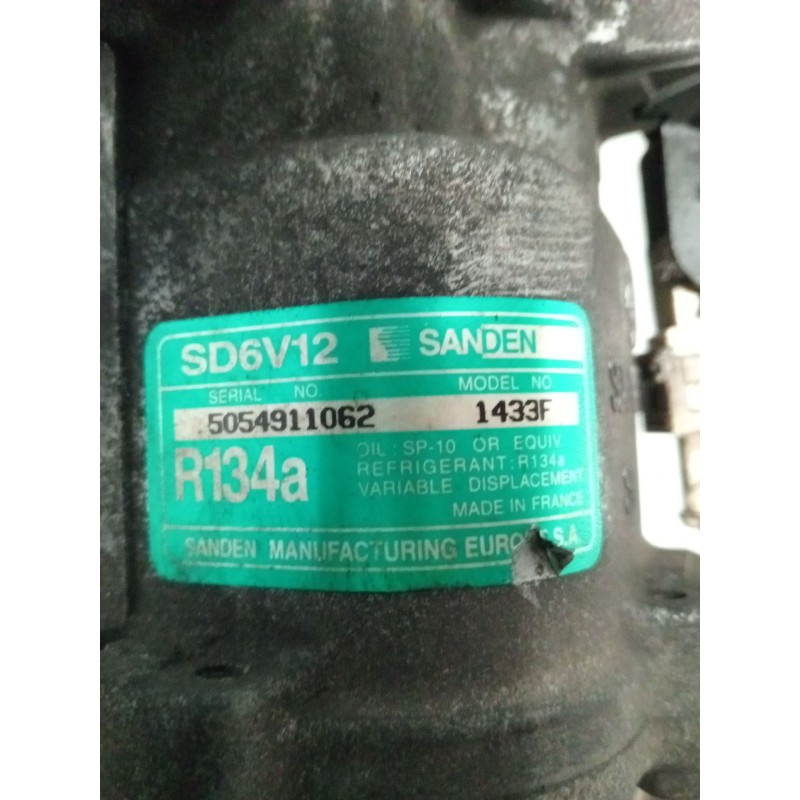 SD6V12 SANDEN
SERIAL NO. MODEL NO
5054911062 1433F
R134a
OIL : SP-10 OR EQUIV
REFRIGERANT : R134a
VARIABLE DISPLACEMENT
MADE IN FRANCE
SANDEN MANUFACTURING S.A.